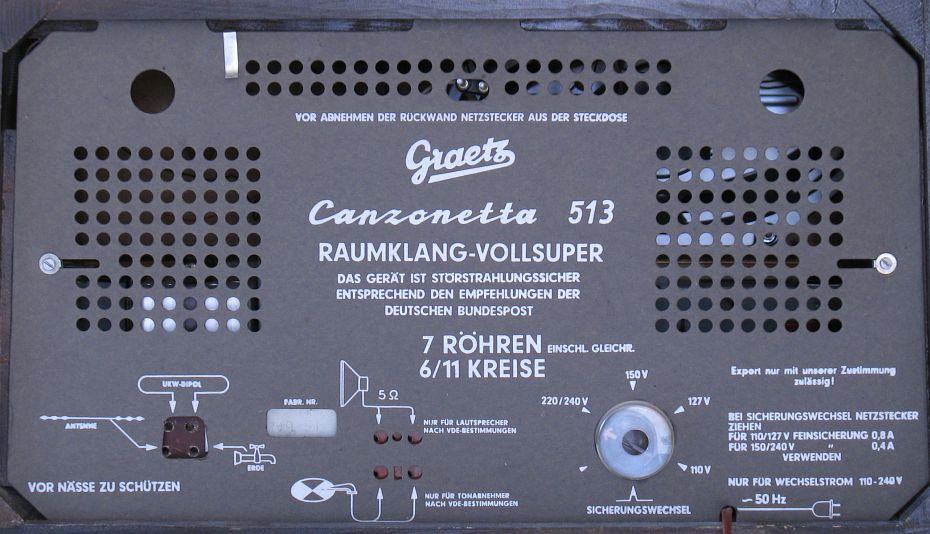 VOR ABNEHMEN DER RÜCKWAND NETZSTECKER AUS DER STECKDOSE
Graetz
Canzonetta 513
RAUMKLANG-VOLLSUPER
DAS GERÄT IST STÖRSTRAHLUNGSSICHER
ENTSPRECHEND DEN EMPFEHLUNGEN DER
DEUTSCHEN BUNDESPOST
7 RÖHREN EINSCHL. GLEICHR.
6/11 KREISE
UKW-DIPOL
ANTENNE
ERDE
VOR NÄSSE ZU SCHÜTZEN
FABR. NR.
5 Ω
NUR FÜR LAUTSPRECHER
NACH VDE-BESTIMMUNGEN
NUR FÜR TONABNEHMER
NACH VDE-BESTIMMUNGEN
150 V
220/240 V
127 V
110 V
SICHERUNGSWECHSEL
Export nur mit unserer Zustimmung
zulässig!
BEI SICHERUNGSWECHSEL NETZSTECKER
ZIEHEN
FÜR 110/127 V FEINSICHERUNG 0,8 A
FÜR 150/240 V " 0,4 A
VERWENDEN
NUR FÜR WECHSELSTROM 110-240 V
~ 50 Hz